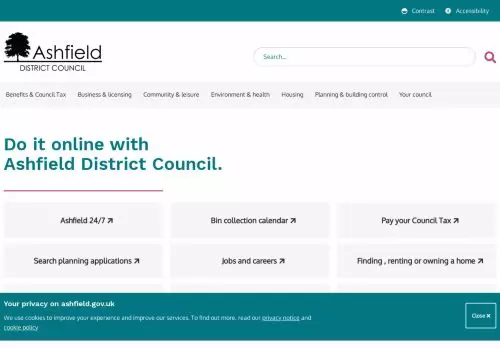 Contrast Accessibility
Ashfield
DISTRICT COUNCIL
Search...
Benefits & Council Tax Business & licensing Community & leisure Environment & health Housing Planning & building control Your council
Do it online with
Ashfield District Council.
Ashfield 24/7 Bin collection calendar Pay your Council Tax
Search planning applications Jobs and careers Finding , renting or owning a home
Your privacy on ashfield.gov.uk
We use cookies to improve your experience and improve our services. To find out more, read our privacy notice and
cookie policy
Close ×